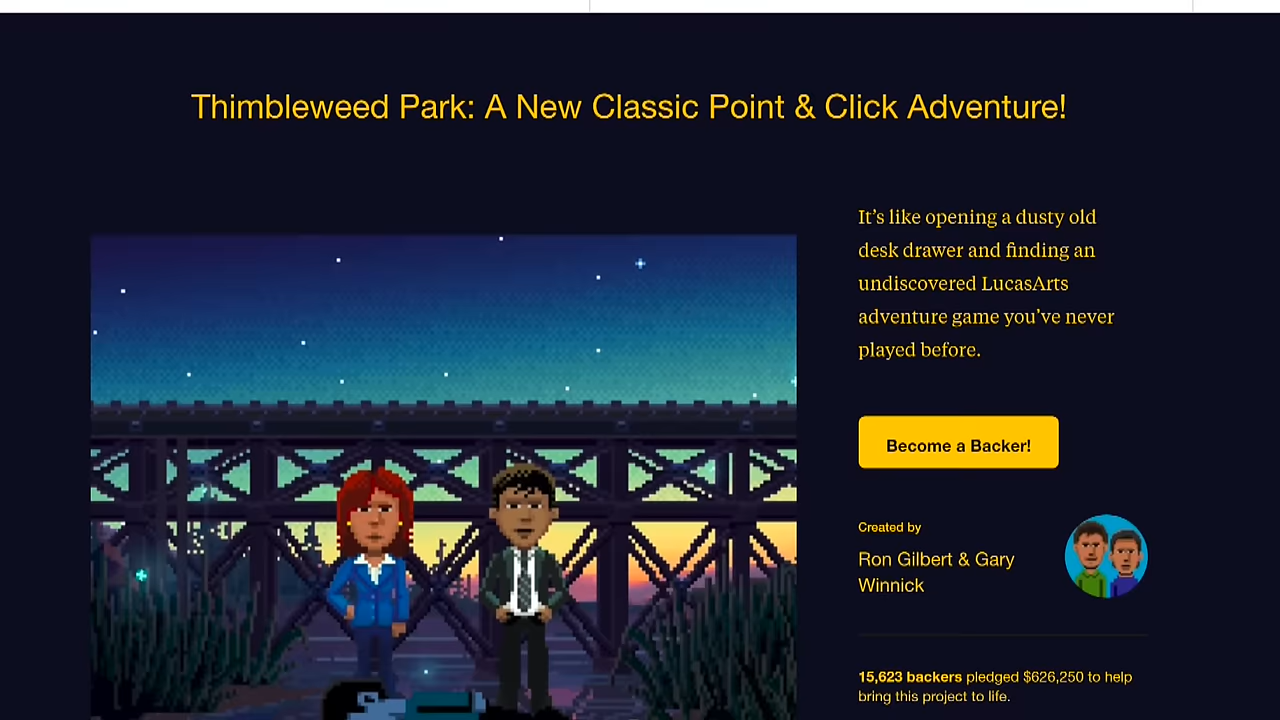 Thimbleweed Park: A New Classic Point & Click Adventure!
It's like opening a dusty old
desk drawer and finding an
undiscovered LucasArts
adventure game you've never
played before.
Become a Backer!
Created by
Ron Gilbert & Gary
Winnick
15,623 backers pledged $626,250 to help
bring this project to life.